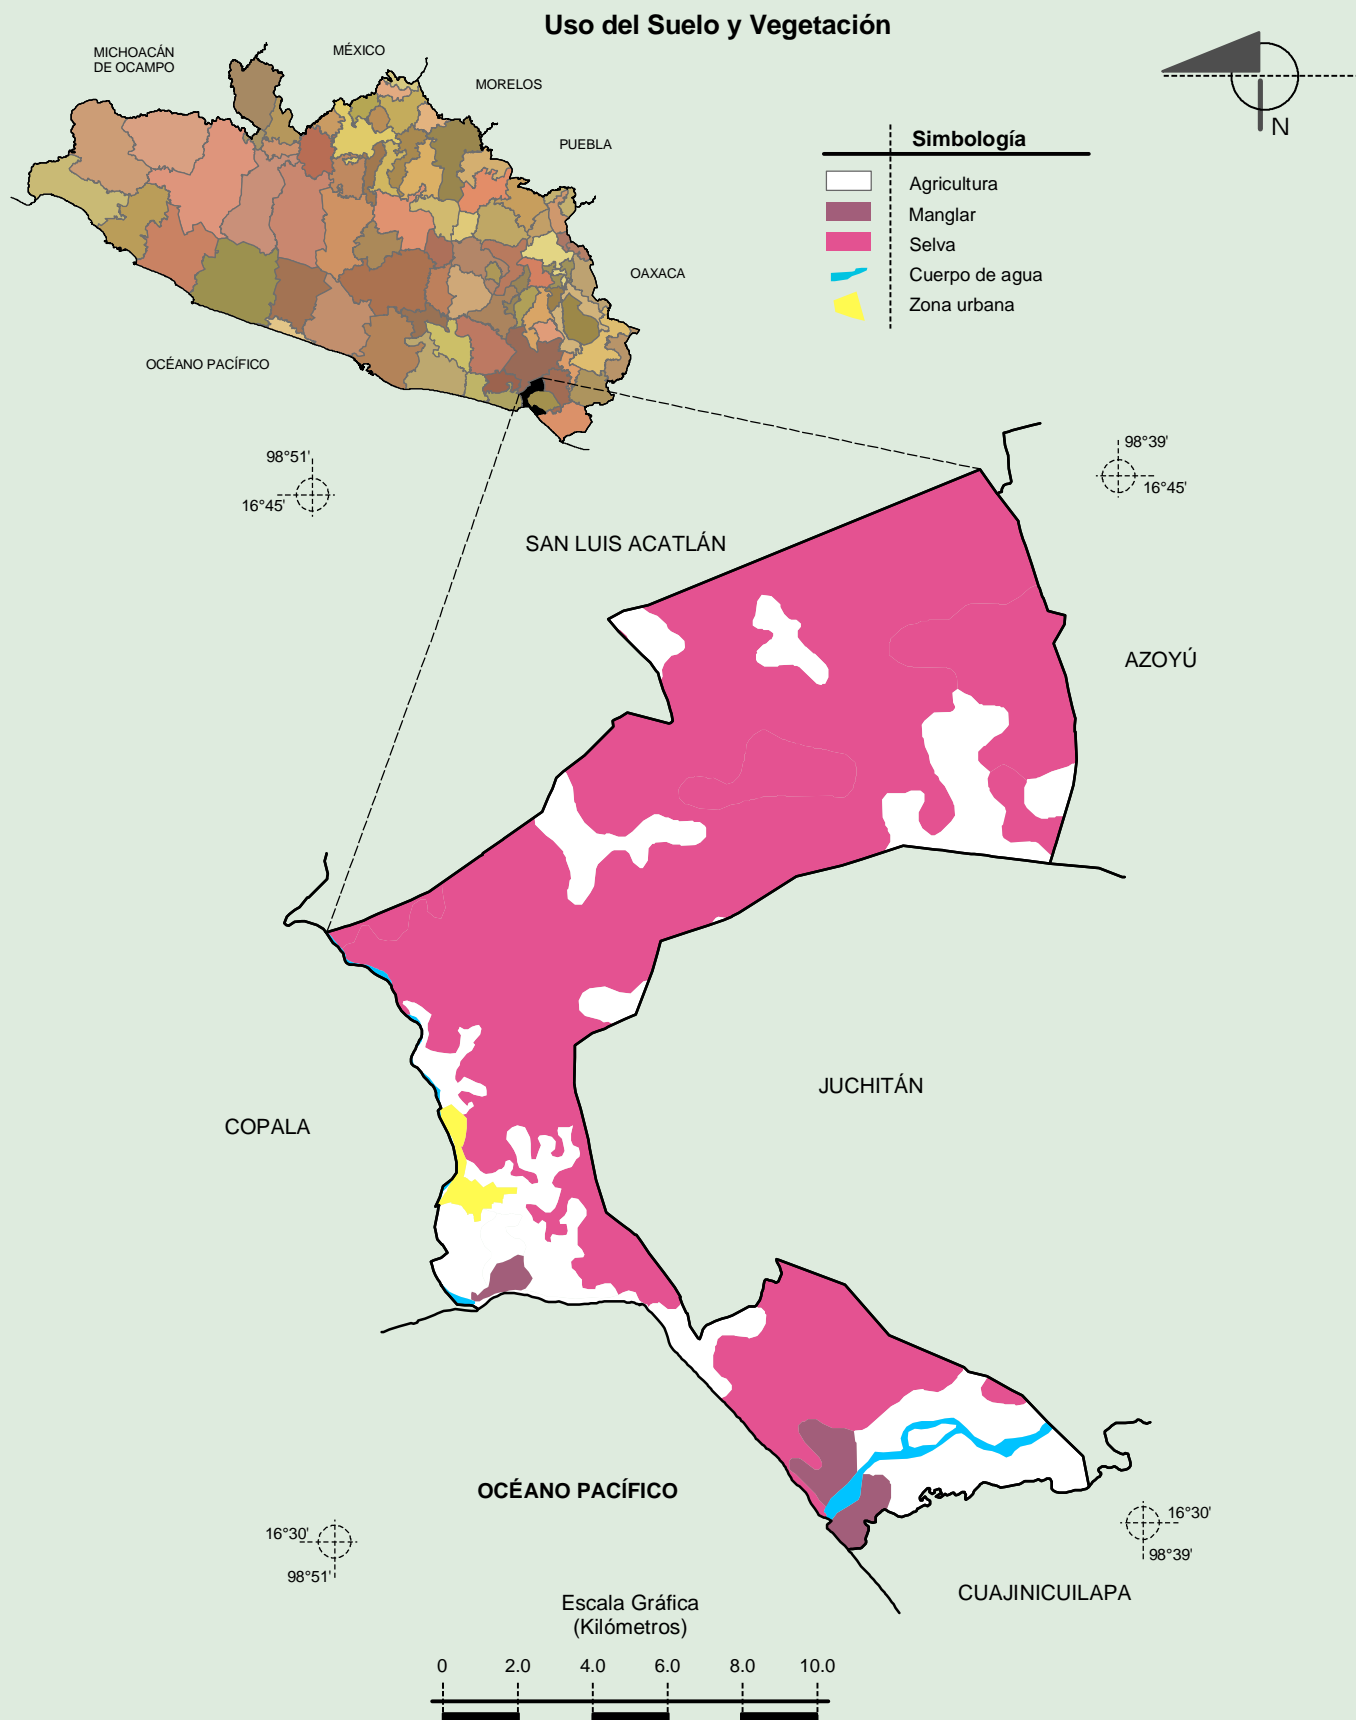 Uso del Suelo y Vegetación
MICHOACÁN
DE OCAMPO
MÉXICO
MORELOS
PUEBLA
OAXACA
OCÉANO PACÍFICO
N
Simbología
Agricultura
Manglar
Selva
Cuerpo de agua
Zona urbana
98°51'
16°45'
98°39'
16°45'
SAN LUIS ACATLÁN
AZOYÚ
JUCHITÁN
COPALA
OCÉANO PACÍFICO
16°30'
98°51'
16°30'
98°39'
CUAJINICUILAPA
Escala Gráfica
(Kilómetros)
0 2.0 4.0 6.0 8.0 10.0